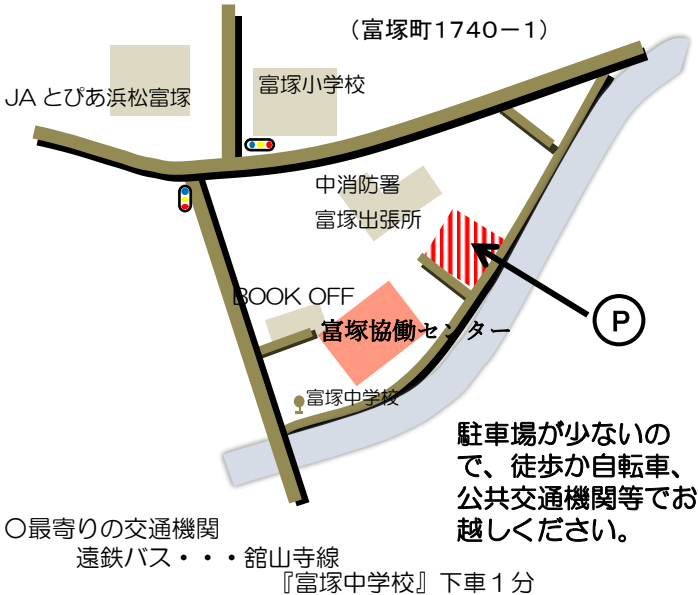 （富塚町1740－1）
JAとぴあ浜松富塚
富塚小学校
中消防署
富塚出張所
BOOK OFF
富塚協働センター
P
富塚中学校
駐車場が少ないの
で、徒歩か自転車、
公共交通機関等でお
越しください。
〇最寄りの交通機関
遠鉄バス・・・舘山寺線
『富塚中学校』下車１分